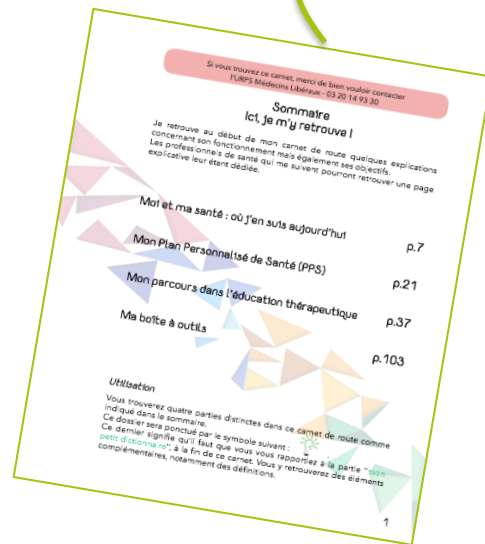 Si vous trouvez ce carnet, merci de bien vouloir contacter
l'URPS Médecins Libéraux - 03 20 14 93 30
Sommaire
Ici, je m'y retrouve !
Je retrouve au début de mon carnet de route quelques explications
concernant son fonctionnement mais également ses objectifs.
Les professionnels de santé qui me suivent pourront retrouver une page
explicative leur étant dédiée.
Moi et ma santé : où j'en suis aujourd'hui p.7
Mon Plan Personnalisé de Santé (PPS) p.21
Mon parcours dans l'éducation thérapeutique p.37
Ma boîte à outils p.103
Utilisation
Vous trouverez quatre parties distinctes dans ce carnet de route comme
indiqué dans le sommaire.
Ce dossier sera ponctué par le symbole suivant :
Ce dernier signifie qu'il faut que vous vous rapportiez à la partie "mon
petit dictionnaire", à la fin de ce carnet. Vous y retrouverez des éléments
complémentaires, notamment des définitions.
1